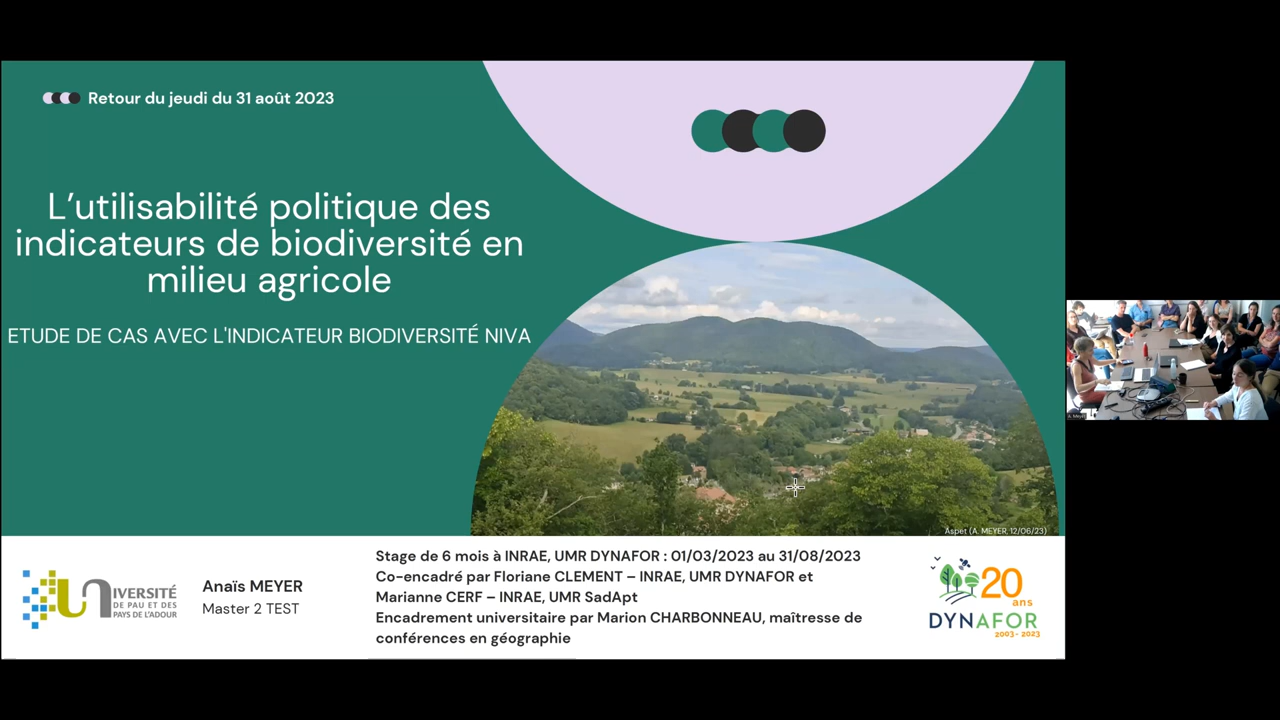 Retour du jeudi du 31 août 2023
L'utilisabilité politique des
indicateurs de biodiversité en
milieu agricole
ETUDE DE CAS AVEC L'INDICATEUR BIODIVERSITÉ NIVA
Aspet (A. MEYER, 12/06/23)
UNIVERSITÉ
DE PAU ET DES
PAYS DE L'ADOUR
Anaïs MEYER
Master 2 TEST
Stage de 6 mois à INRAE, UMR DYNAFOR : 01/03/2023 au 31/08/2023
Co-encadré par Floriane CLEMENT – INRAE, UMR DYNAFOR et
Marianne CERF – INRAE, UMR SadApt
Encadrement universitaire par Marion CHARBONNEAU, maîtresse de
conférences en géographie
20
ans
DYNAFOR
2003 - 2023
A. Meyer